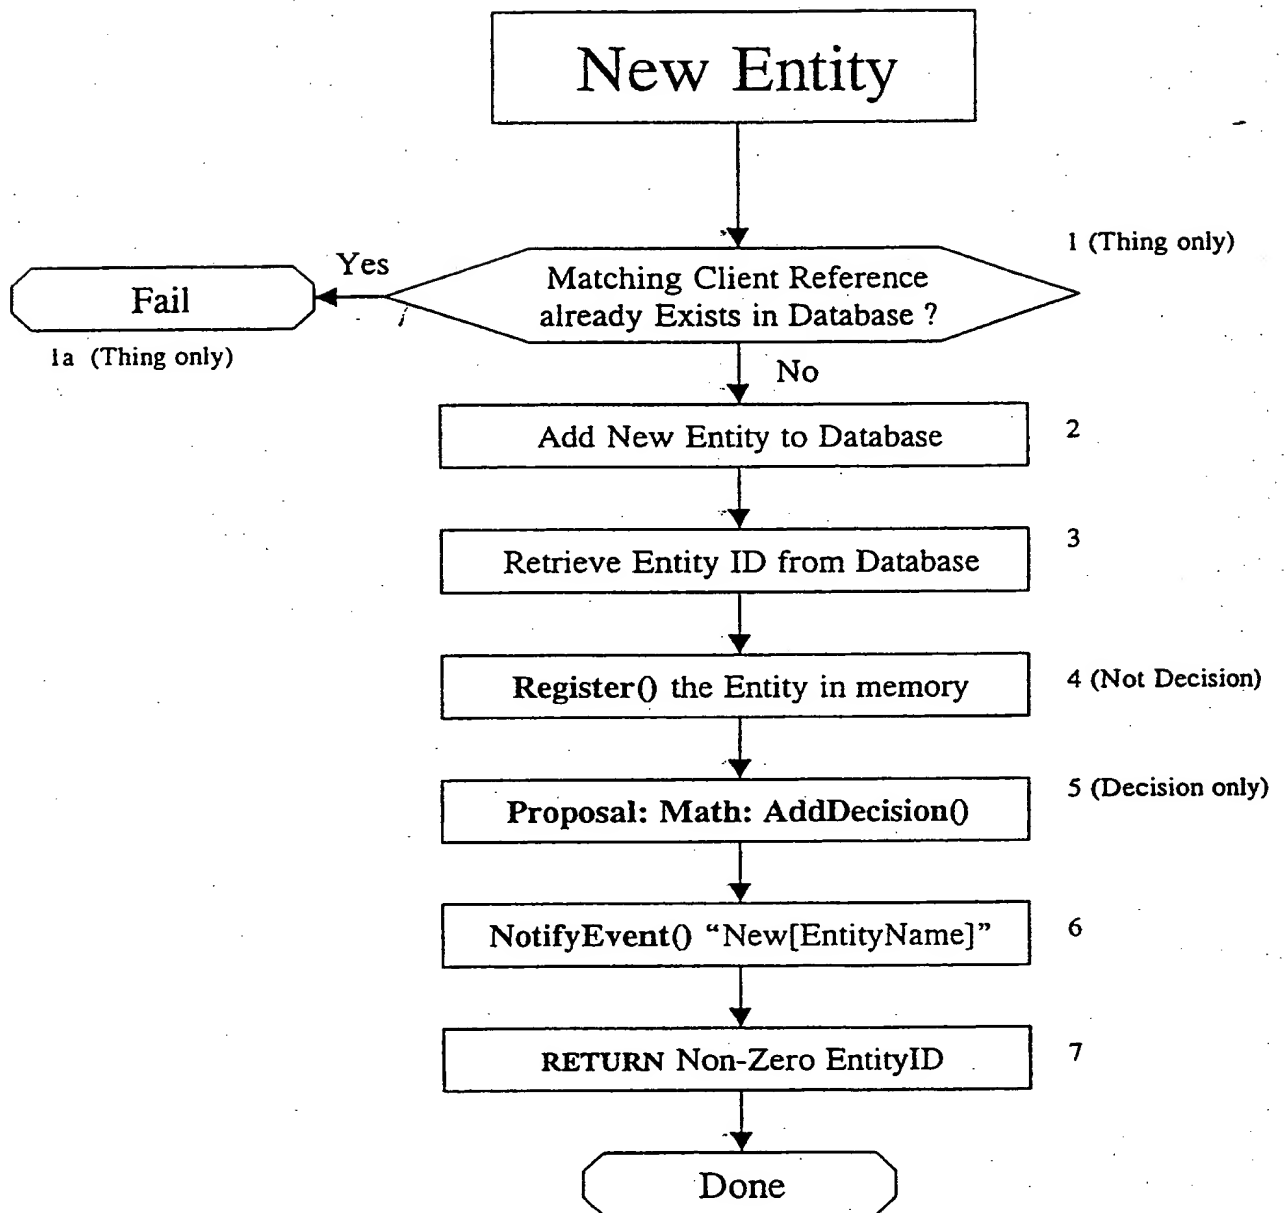 New Entity
1 (Thing only)
Yes
Matching Client Reference
already Exists in Database ?
Fail
1a (Thing only)
No
Add New Entity to Database
2
Retrieve Entity ID from Database
3
Register() the Entity in memory
4 (Not Decision)
Proposal: Math: AddDecision()
5 (Decision only)
NotifyEvent() “New[EntityName]”
6
RETURN Non-Zero EntityID
7
Done